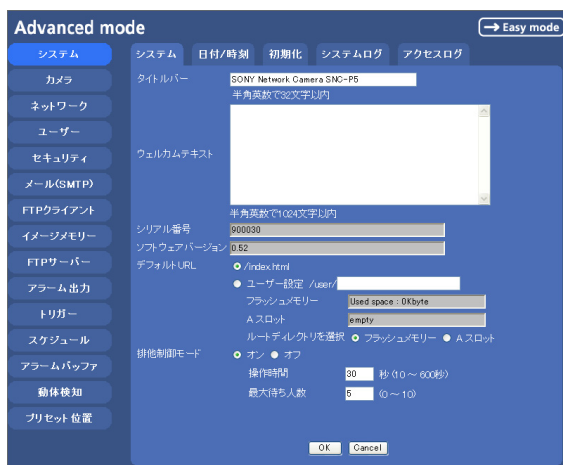 Advanced mode
→ Easy mode
システム
カメラ
ネットワーク
ユーザー
セキュリティ
メール(SMTP)
FTPクライアント
イメージメモリー
FTPサーバー
アラーム出力
トリガー
スケジュール
アラームバッファ
動体検知
プリセット位置
システム 日付/時刻 初期化 システムログ アクセスログ
タイトルバー SONY Network Camera SNC-P5
半角英数で32文字以内
ウェルカムテキスト
半角英数で1024文字以内
シリアル番号 900030
ソフトウェアバージョン 0.52
デフォルトURL /index.html
ユーザー設定 /user/
フラッシュメモリー Used space : 0Kbyte
Aスロット empty
ルートディレクトリを選択 フラッシュメモリー Aスロット
排他制御モード オン オフ
操作時間 30 秒(10～600秒)
最大待ち人数 5 (0～10)
OK Cancel